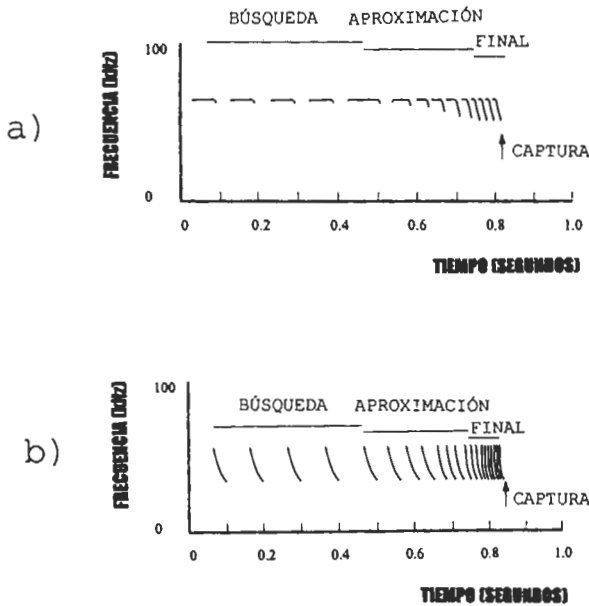 BÚSQUEDA APROXIMACIÓN
FINAL
100
FRECUENCIA (kHz)
a)
CAPTURA
0
0 0.2 0.4 0.6 0.8 1.0
TIEMPO (SEGUNDOS)
100
BÚSQUEDA APROXIMACIÓN
FINAL
FRECUENCIA (kHz)
b)
CAPTURA
0
0 0.2 0.4 0.6 0.8 1.0
TIEMPO (SEGUNDOS)